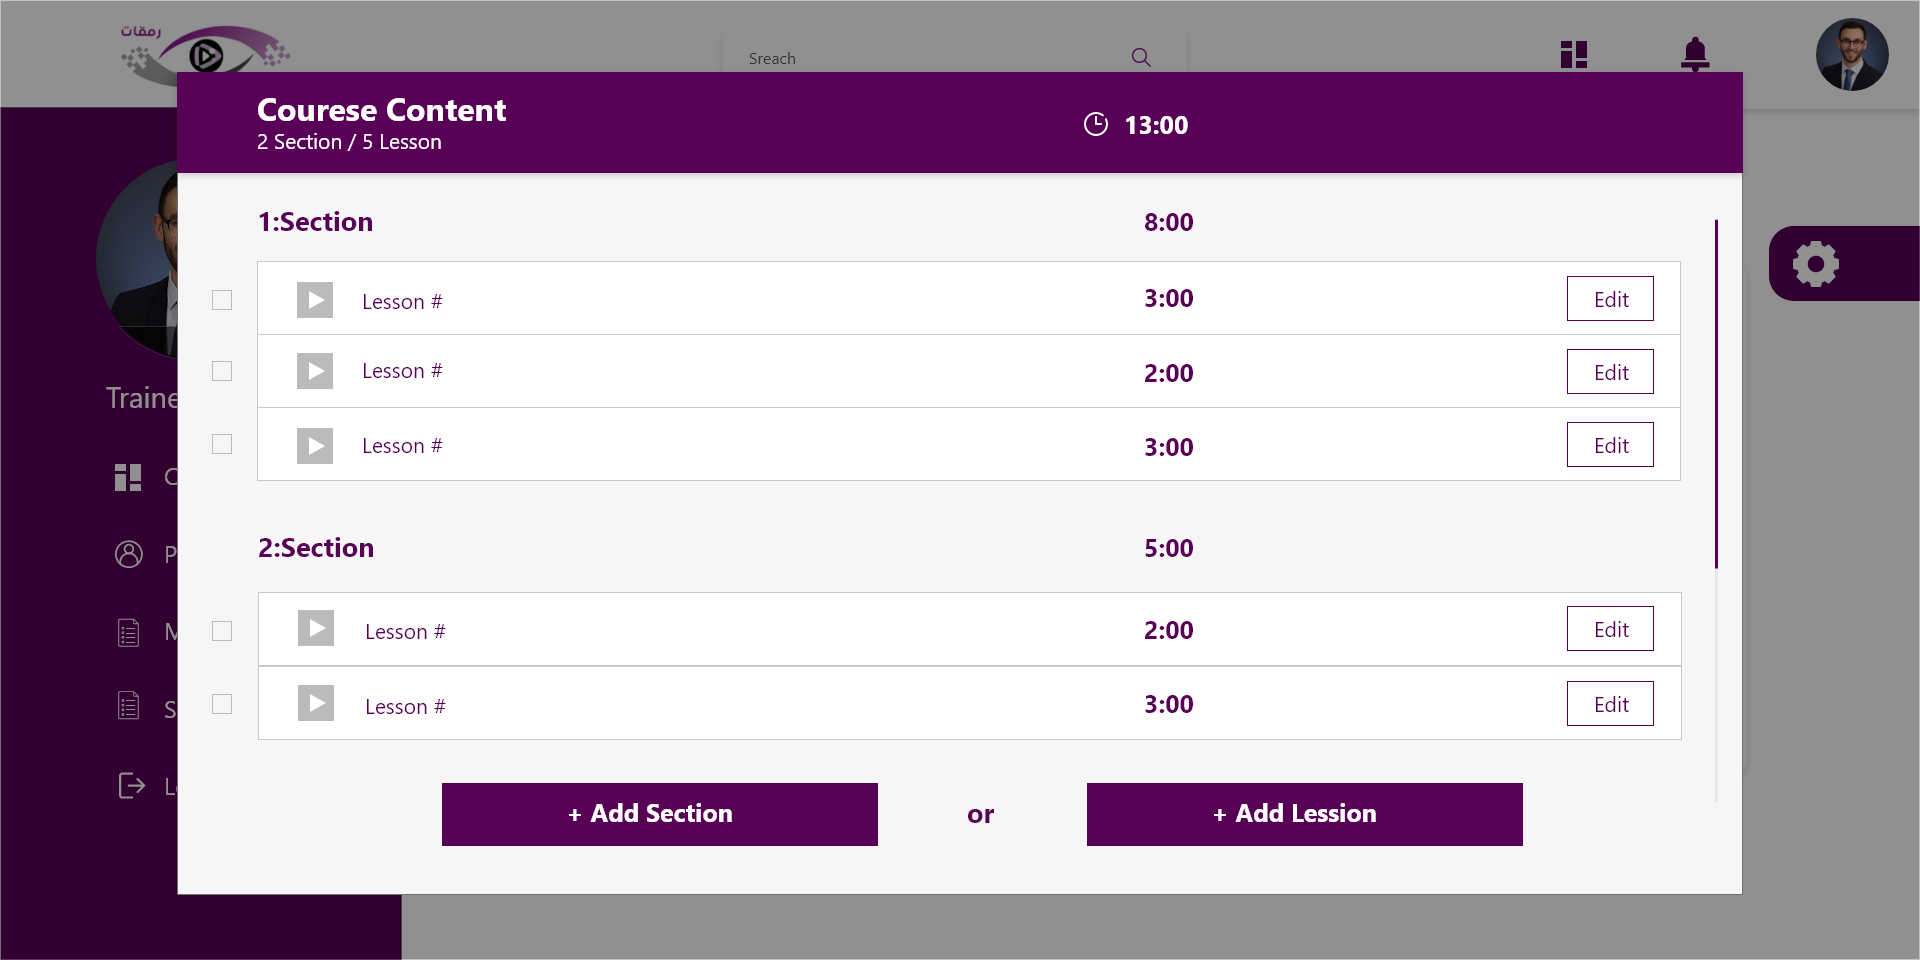 رمقات
Sreach
Courese Content
2 Section / 5 Lesson
13:00
1:Section
8:00
Lesson #
3:00
Edit
Lesson #
2:00
Edit
Lesson #
3:00
Edit
2:Section
5:00
Lesson #
2:00
Edit
Lesson #
3:00
Edit
+ Add Section
or
+ Add Lession
Traine
C
P
M
S
L